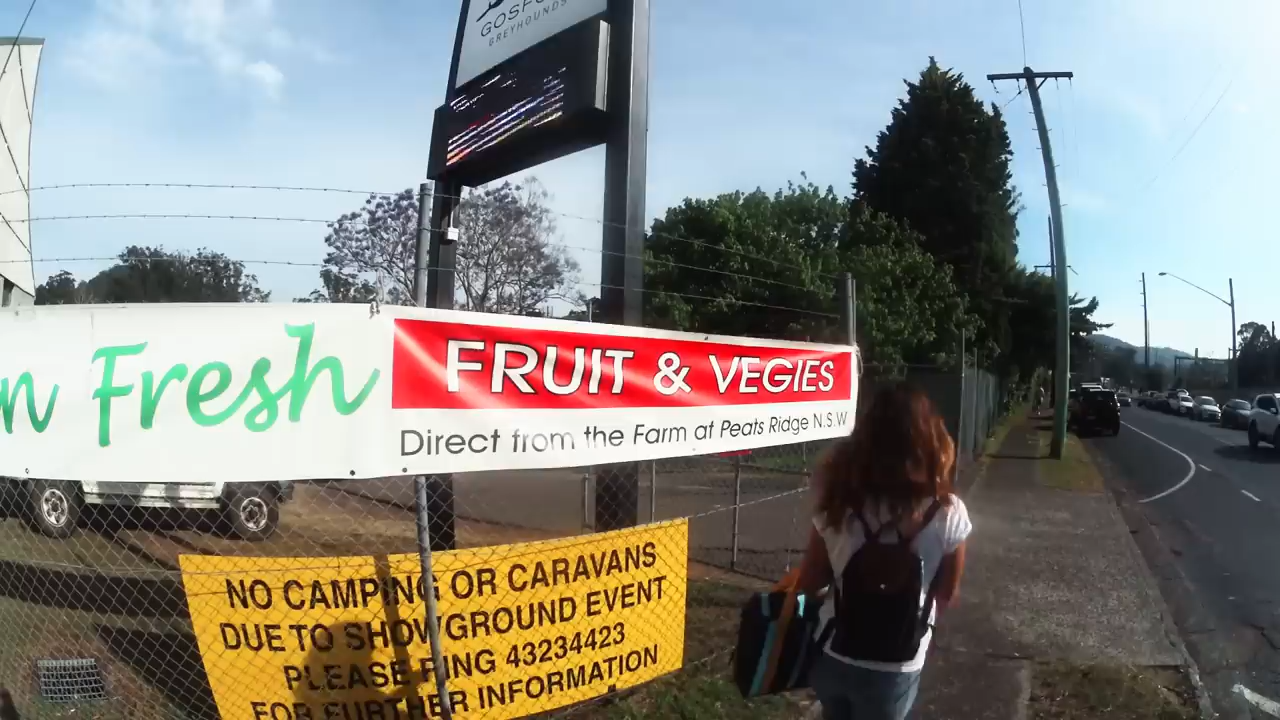 GREYHOUNDS
n Fresh
FRUIT & VEGIES
Direct from the Farm at Peats Ridge N.S.W
NO CAMPING OR CARAVANS
DUE TO SHOWGROUND EVENT
PLEASE RING 43234423
FOR FURTHER INFORMATION